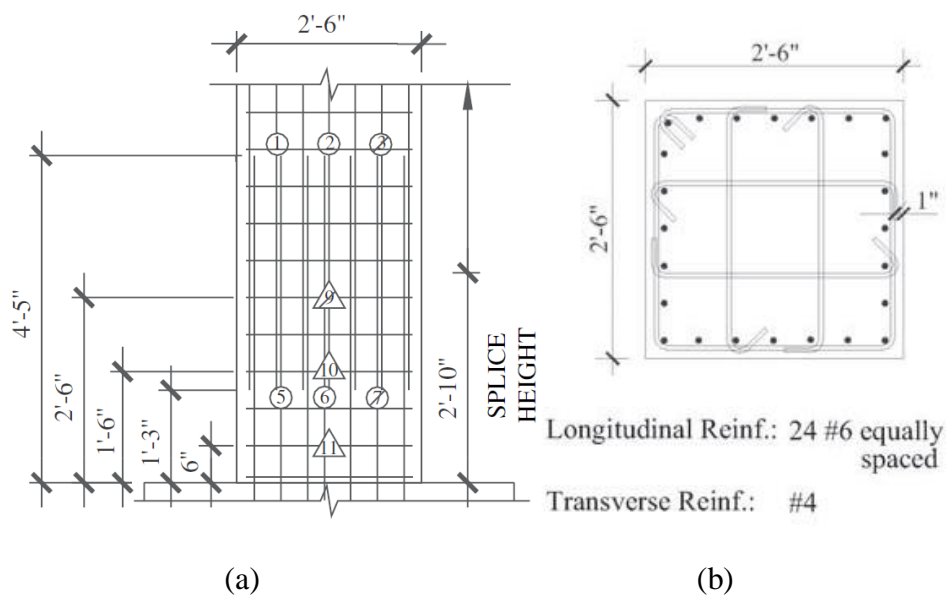 2'-6"
1 2 3
4'-5"
2'-6"
1'-6"
1'-3"
6"
9
10
5 6 7
11
2'-10"
SPLICE
HEIGHT
(a)
2'-6"
2'-6"
1"
Longitudinal Reinf.: 24 #6 equally
spaced
Transverse Reinf.: #4
(b)